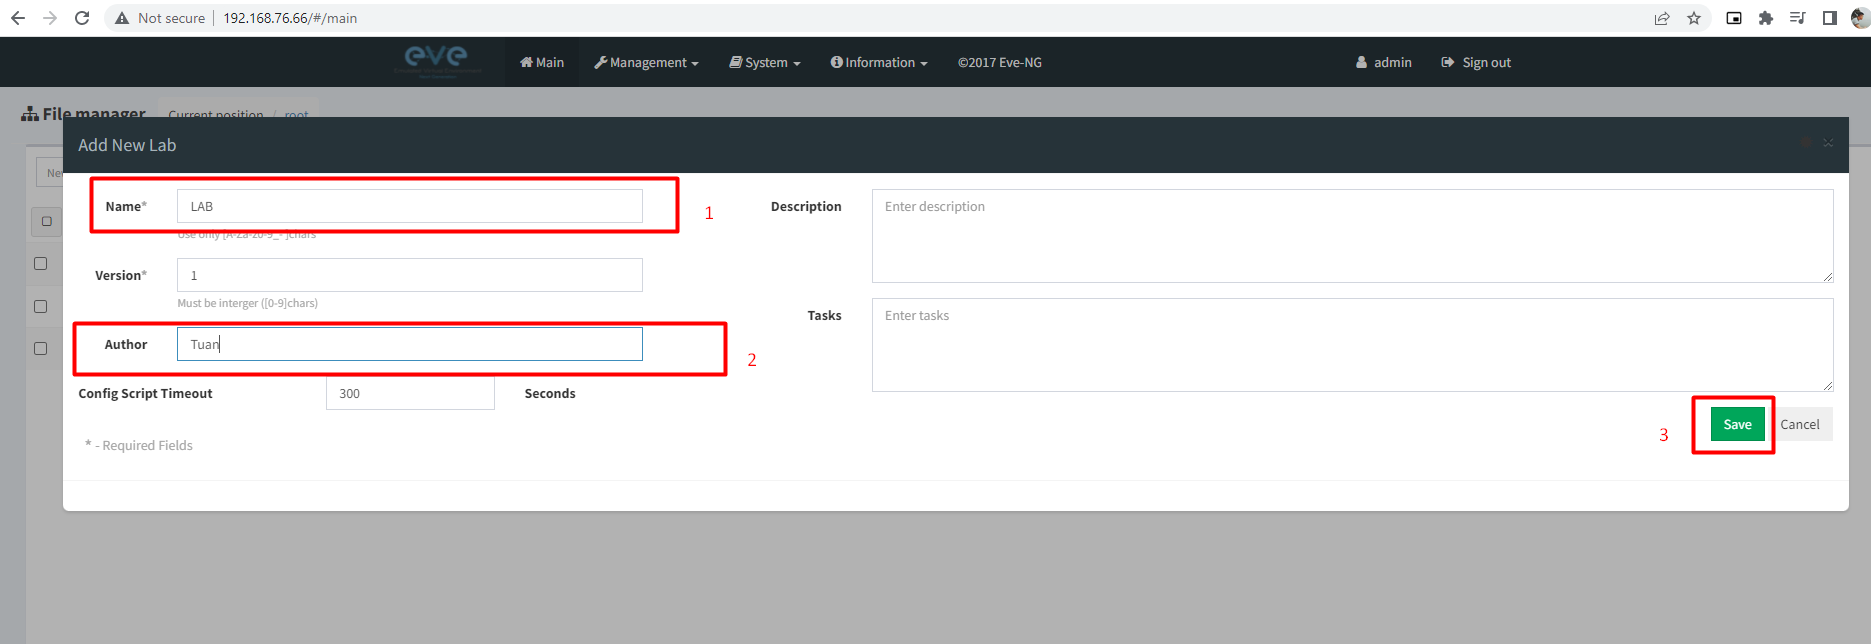 Not secure 192.168.76.66/#/main
eve
Main Management System Information ©2017 Eve-NG admin Sign out
File manager Current position / root
Add New Lab
Ne
Name* LAB 1 Description Enter description
Use only [A-Za-z0-9_- ]chars
Version* 1
Must be interger ([0-9]chars)
Tasks Enter tasks
Author Tuan 2
Config Script Timeout 300 Seconds
3 Save Cancel
* - Required Fields